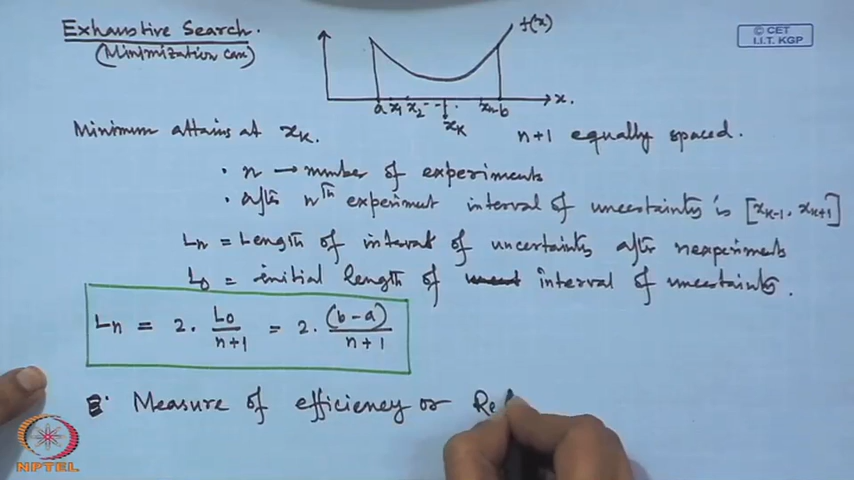 Exhaustive Search.
(Minimization case)
f(x)
© CET
I.I.T. KGP
a x1 x2 --- xn b x.
xK
Minimum attains at xK.
n+1 equally spaced.
· n → number of experiments
· after nth experiment interval of uncertainty is [xK-1, xK+1]
Ln = Length of interval of uncertainty after n experiments
L0 = initial length of interval of uncertainty.
Ln = 2. L0/n+1 = 2. (b-a)/n+1
Measure of efficiency or Re
NPTEL